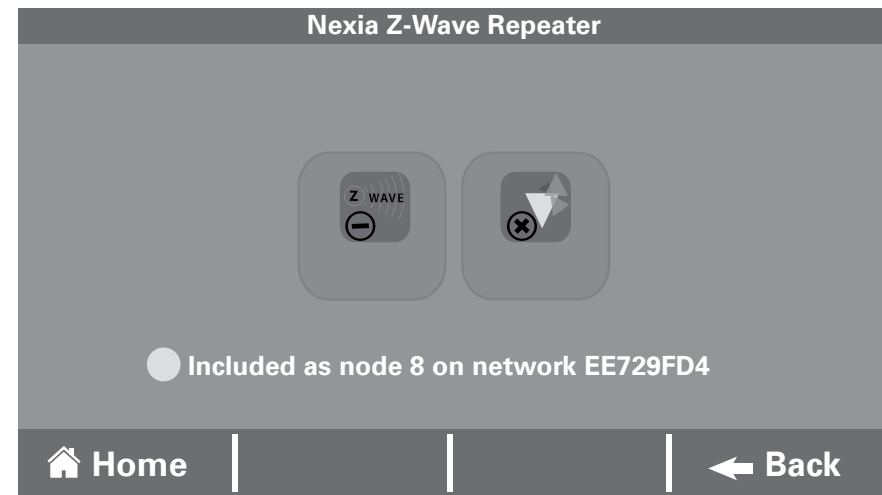 Nexia Z-Wave Repeater
Z WAVE
Included as node 8 on network EE729FD4
Home
Back